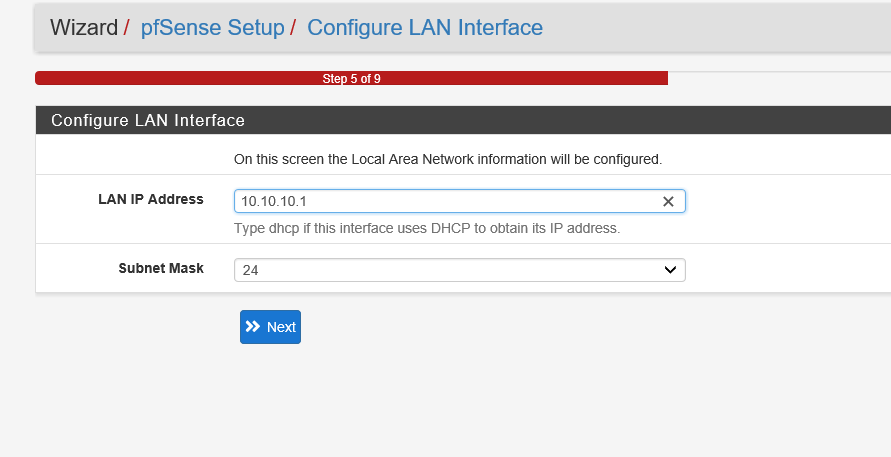 Wizard / pfSense Setup / Configure LAN Interface
Step 5 of 9
Configure LAN Interface
On this screen the Local Area Network information will be configured.
LAN IP Address
10.10.10.1
Type dhcp if this interface uses DHCP to obtain its IP address.
Subnet Mask
24
Next